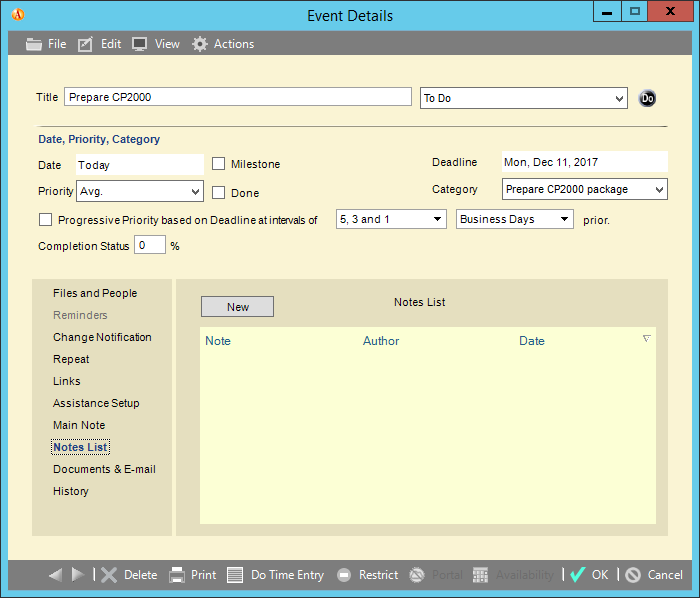 Event Details
File Edit View Actions
Title Prepare CP2000 To Do Do
Date, Priority, Category
Date Today Milestone Deadline Mon, Dec 11, 2017
Priority Avg. Done Category Prepare CP2000 package
Progressive Priority based on Deadline at intervals of 5, 3 and 1 Business Days prior.
Completion Status 0 %
Files and People
Reminders
Change Notification
Repeat
Links
Assistance Setup
Main Note
Notes List
Documents & E-mail
History
New Notes List
Note Author Date
Delete Print Do Time Entry Restrict Portal Availability OK Cancel